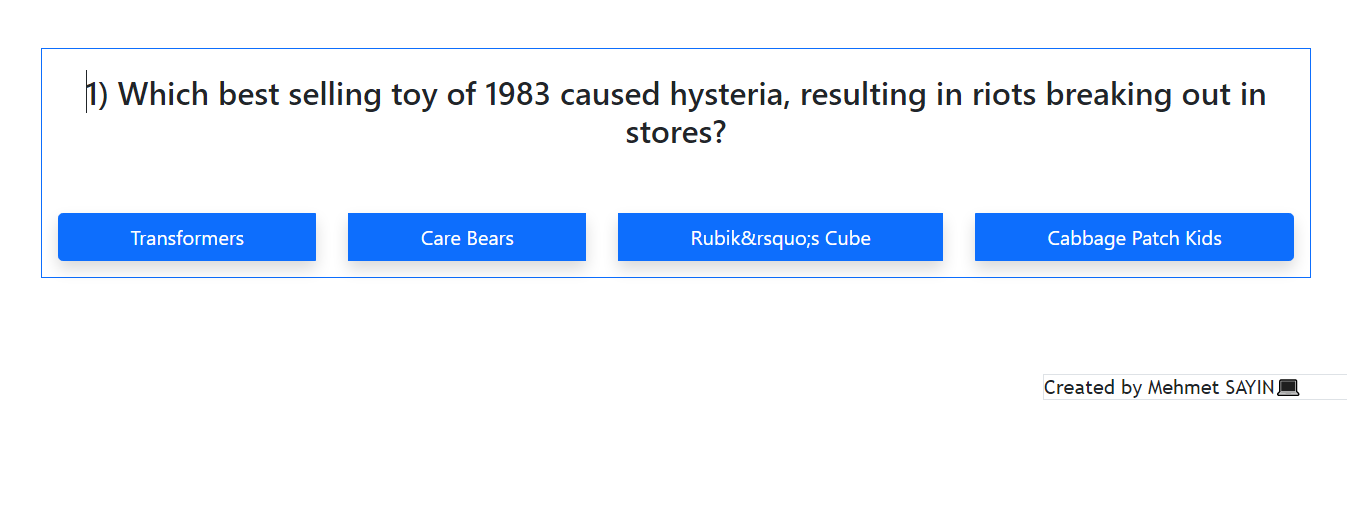 1) Which best selling toy of 1983 caused hysteria, resulting in riots breaking out in
stores?
Transformers
Care Bears
Rubik&rsquo;s Cube
Cabbage Patch Kids
Created by Mehmet SAYIN💻